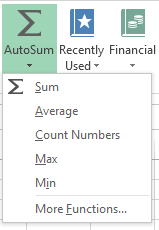 AutoSum Recently Financial
Used
Sum
Average
Count Numbers
Max
Min
More Functions...